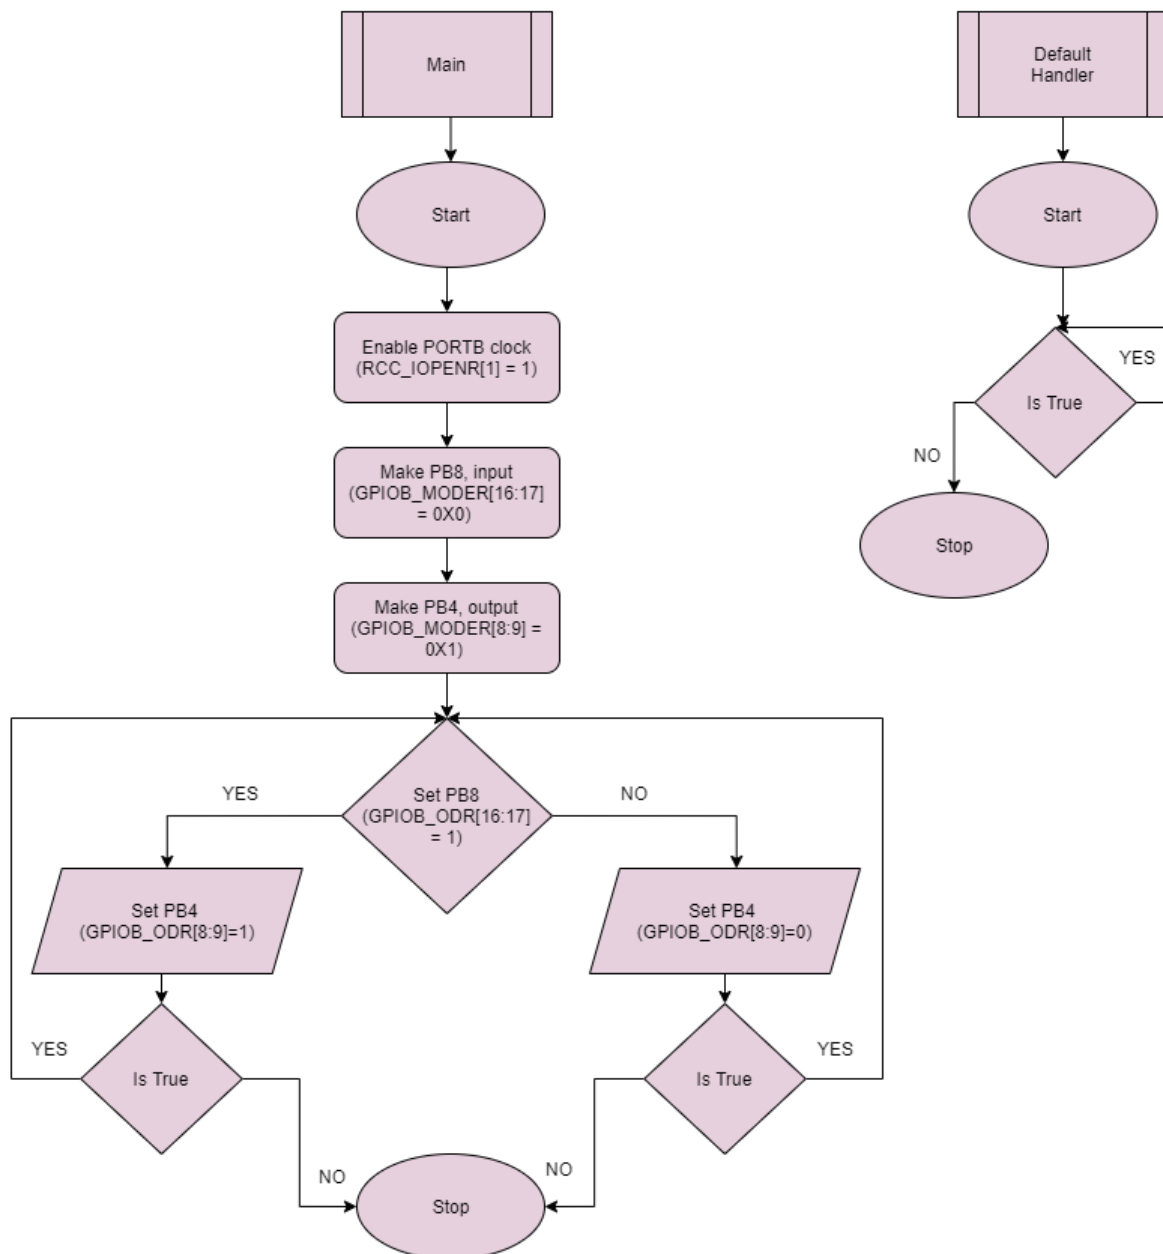 Main
Start
Enable PORTB clock
(RCC_IOPENR[1] = 1)
Make PB8, input
(GPIOB_MODER[16:17]
= 0X0)
Make PB4, output
(GPIOB_MODER[8:9] =
0X1)
Set PB8
(GPIOB_ODR[16:17]
= 1)
YES
NO
Set PB4
(GPIOB_ODR[8:9]=1)
Set PB4
(GPIOB_ODR[8:9]=0)
YES
Is True
Is True
YES
NO
NO
Stop
Default
Handler
Start
YES
Is True
NO
Stop